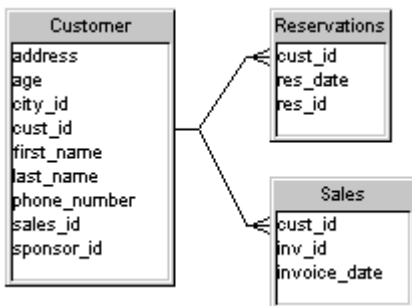 Customer
address
age
city_id
cust_id
first_name
last_name
phone_number
sales_id
sponsor_id
Reservations
cust_id
res_date
res_id
Sales
cust_id
inv_id
invoice_date